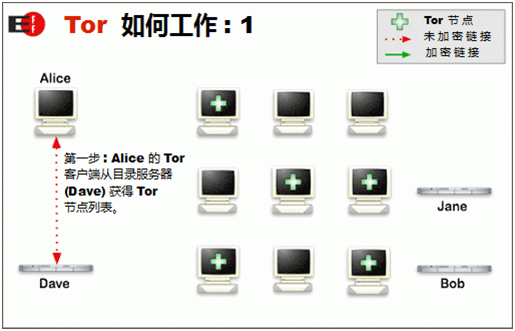 EFF Tor 如何工作：1
Tor 节点
未加密链接
加密链接
Alice
第一步：Alice 的 Tor
客户端从目录服务器
(Dave) 获得 Tor
节点列表。
Jane
Dave
Bob